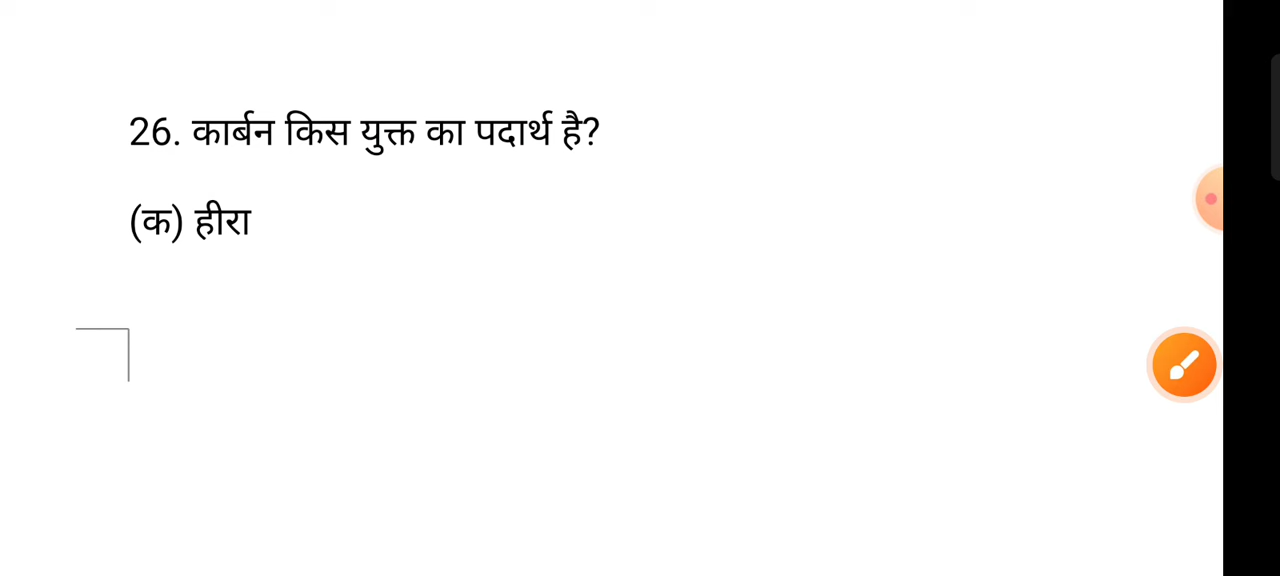 26. कार्बन किस युक्त का पदार्थ है?
(क) हीरा